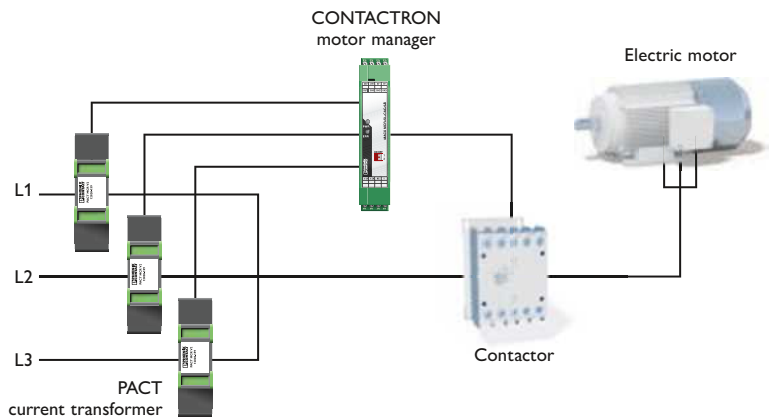 CONTACTRON
motor manager
Electric motor
L1
L2
L3
Contactor
PACT
current transformer